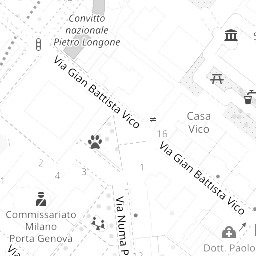 Convitto
nazionale
Pietro Longone
Via Gian Battista Vico
16
Casa
Vico
Via Gian Battista Vico
1
2
3
4
Via Numa P
Commissariato
Milano
Porta Genova
Dott. Paolo